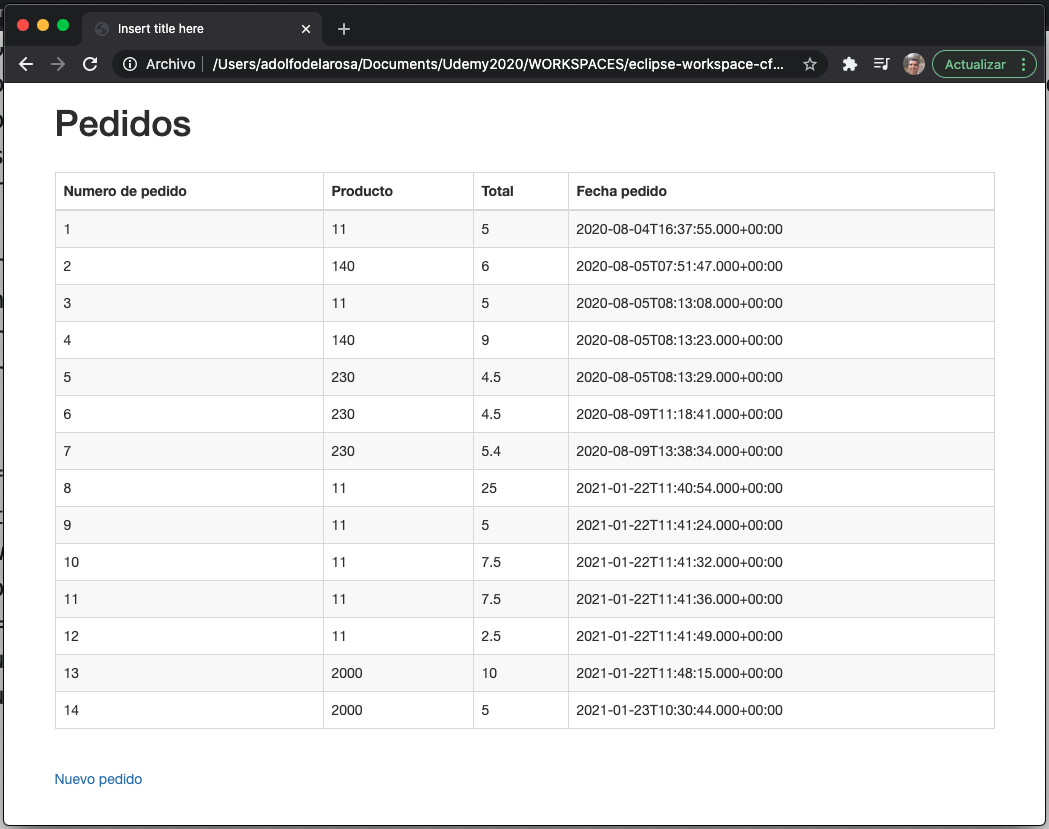 Insert title here
Archivo /Users/adolfodelarosa/Documents/Udemy2020/WORKSPACES/eclipse-workspace-cf... Actualizar
Pedidos
Numero de pedido Producto Total Fecha pedido
1 11 5 2020-08-04T16:37:55.000+00:00
2 140 6 2020-08-05T07:51:47.000+00:00
3 11 5 2020-08-05T08:13:08.000+00:00
4 140 9 2020-08-05T08:13:23.000+00:00
5 230 4.5 2020-08-05T08:13:29.000+00:00
6 230 4.5 2020-08-09T11:18:41.000+00:00
7 230 5.4 2020-08-09T13:38:34.000+00:00
8 11 25 2021-01-22T11:40:54.000+00:00
9 11 5 2021-01-22T11:41:24.000+00:00
10 11 7.5 2021-01-22T11:41:32.000+00:00
11 11 7.5 2021-01-22T11:41:36.000+00:00
12 11 2.5 2021-01-22T11:41:49.000+00:00
13 2000 10 2021-01-22T11:48:15.000+00:00
14 2000 5 2021-01-23T10:30:44.000+00:00
Nuevo pedido